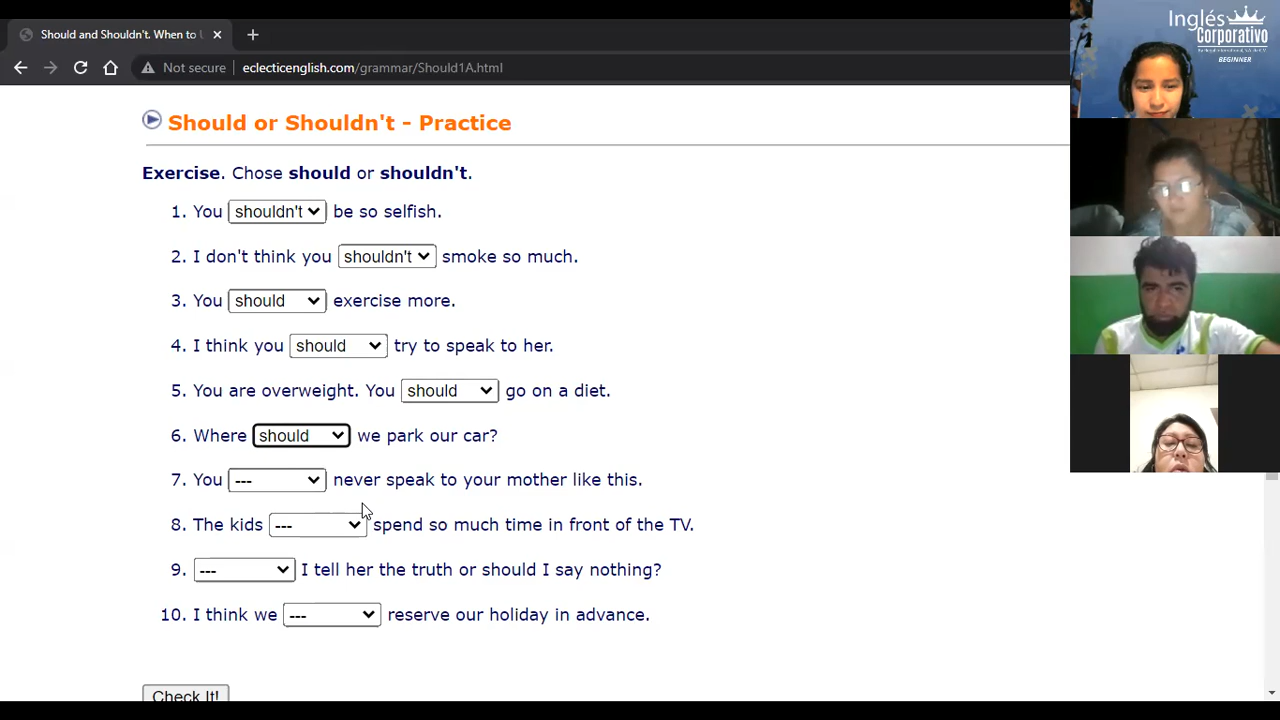 Should and Shouldn't. When to U
Not secure eclecticenglish.com/grammar/Should1A.html
Inglés
Corporativo
BEGINNER
Should or Shouldn't - Practice
Exercise. Chose should or shouldn't.
1. You shouldn't be so selfish.
2. I don't think you shouldn't smoke so much.
3. You should exercise more.
4. I think you should try to speak to her.
5. You are overweight. You should go on a diet.
6. Where should we park our car?
7. You --- never speak to your mother like this.
8. The kids --- spend so much time in front of the TV.
9. --- I tell her the truth or should I say nothing?
10. I think we --- reserve our holiday in advance.
Check It!